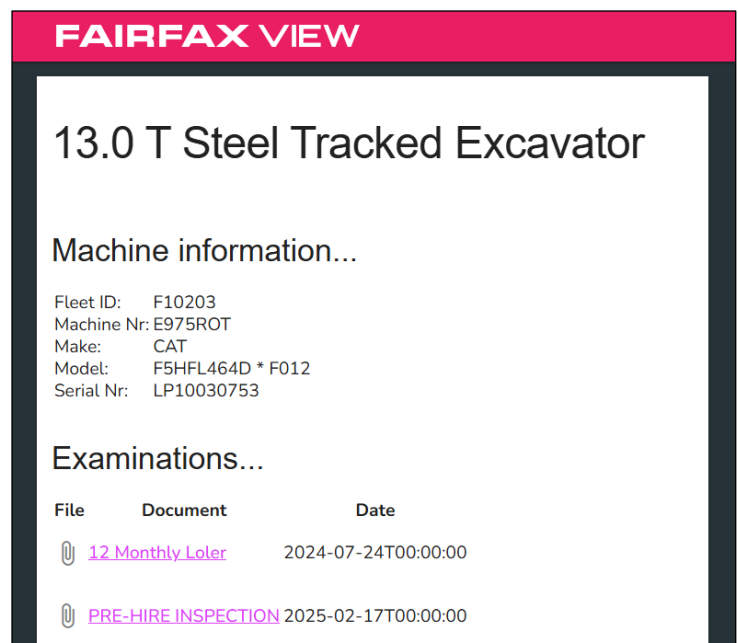 FAIRFAX VIEW
13.0 T Steel Tracked Excavator
Machine information...
Fleet ID: F10203
Machine Nr: E975ROT
Make: CAT
Model: F5HFL464D * F012
Serial Nr: LP10030753
Examinations...
File Document Date
12 Monthly Loler 2024-07-24T00:00:00
PRE-HIRE INSPECTION 2025-02-17T00:00:00